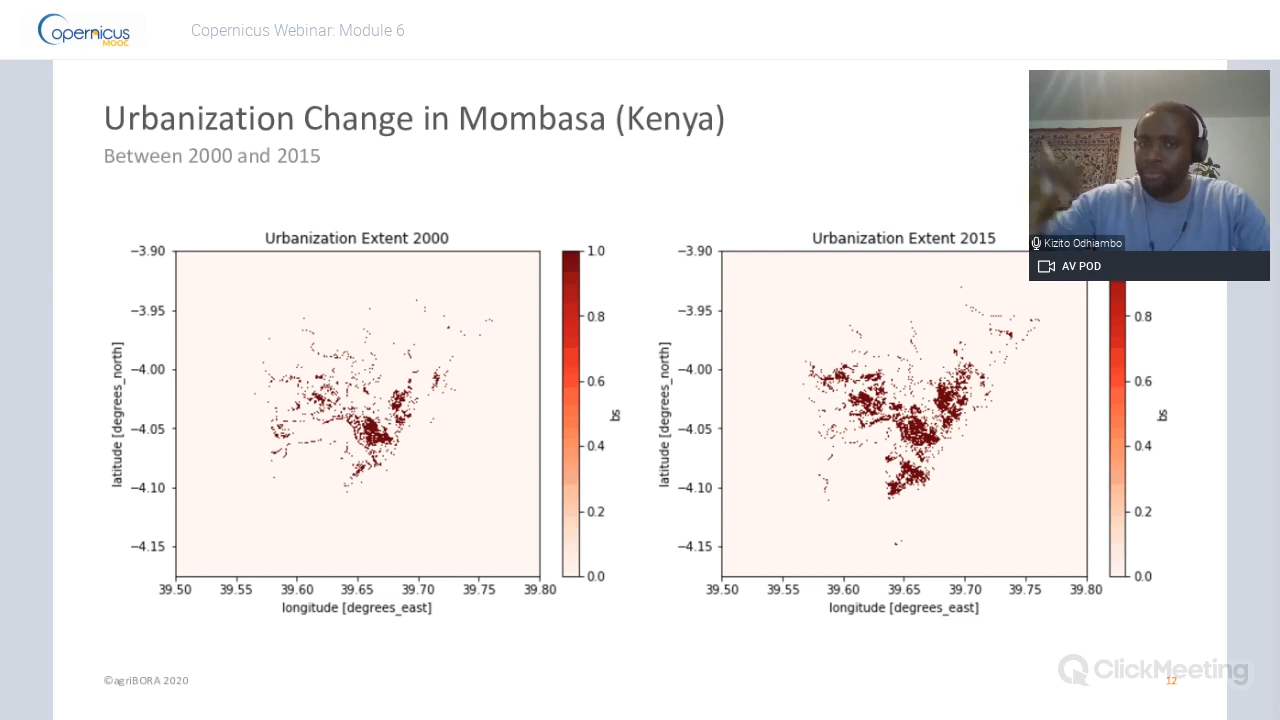 Copernicus
MOOC
Copernicus Webinar: Module 6
Urbanization Change in Mombasa (Kenya)
Between 2000 and 2015
Kizito Odhiambo
AV POD
Urbanization Extent 2000
−3.90
−3.95
−4.00
−4.05
−4.10
−4.15
latitude [degrees_north]
39.50 39.55 39.60 39.65 39.70 39.75 39.80
longitude [degrees_east]
1.0
0.8
0.6
0.4
0.2
0.0
bs
Urbanization Extent 2015
−3.90
−3.95
−4.00
−4.05
−4.10
−4.15
latitude [degrees_north]
39.50 39.55 39.60 39.65 39.70 39.75 39.80
longitude [degrees_east]
0.8
0.6
0.4
0.2
0.0
bs
©agriBORA 2020
ClickMeeting
12